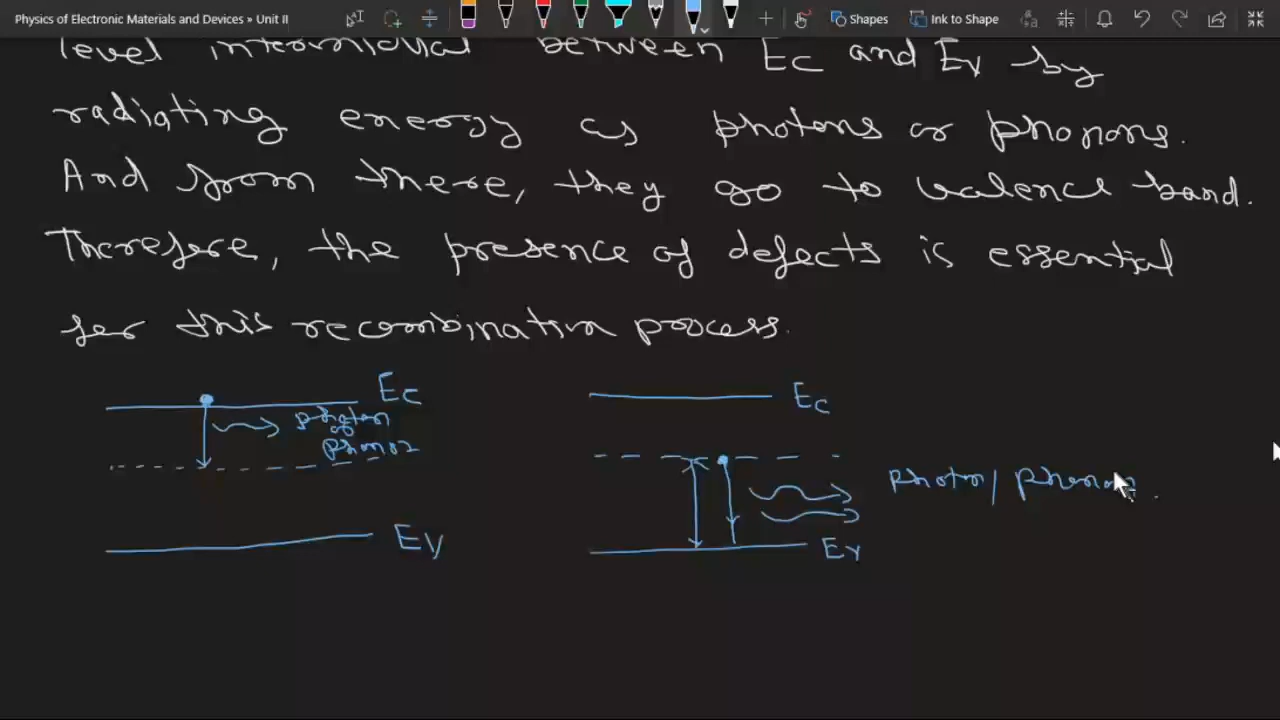 Physics of Electronic Materials and Devices » Unit II
Shapes
Ink to Shape
level between Ec and Ev by
radiating energy as photons or phonons.
And from there, they go to valence band.
Therefore, the presence of defects is essential
for this recombination process.
Ec
photon
or
phonon
Ev
Ec
photon/phonon.
Ev